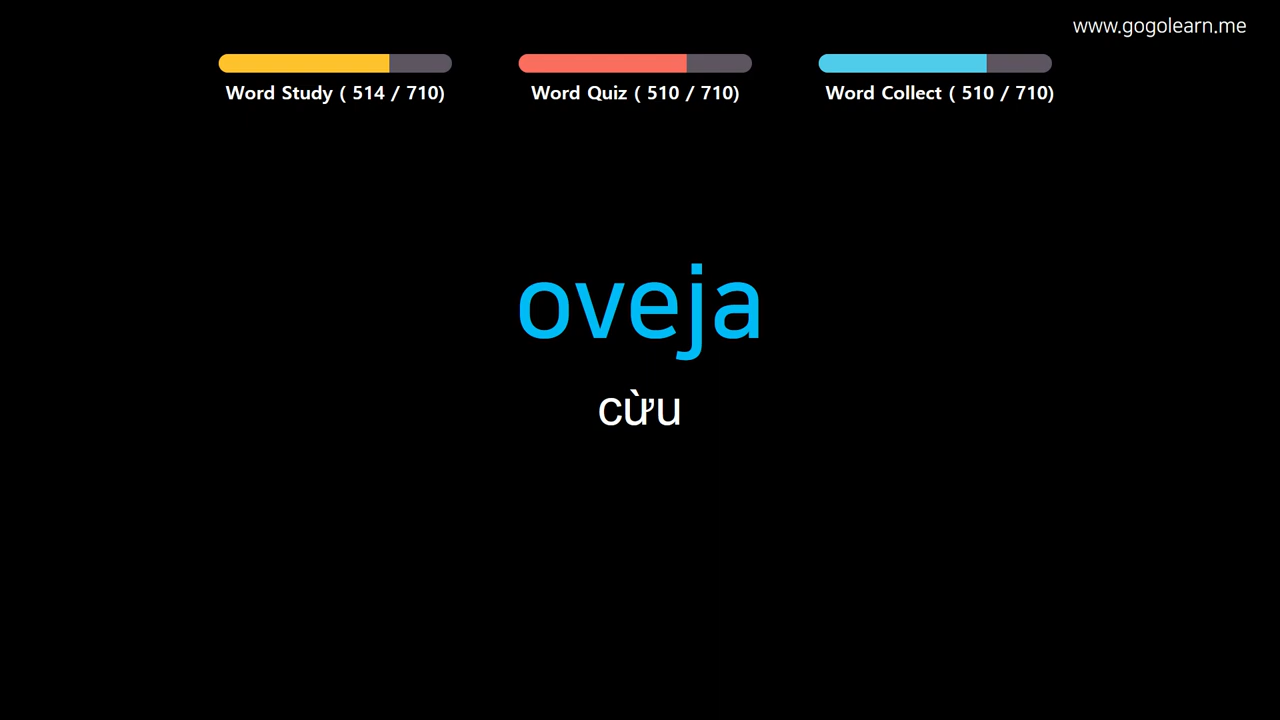 www.gogolearn.me
Word Study ( 514 / 710)
Word Quiz ( 510 / 710)
Word Collect ( 510 / 710)
oveja
cừu